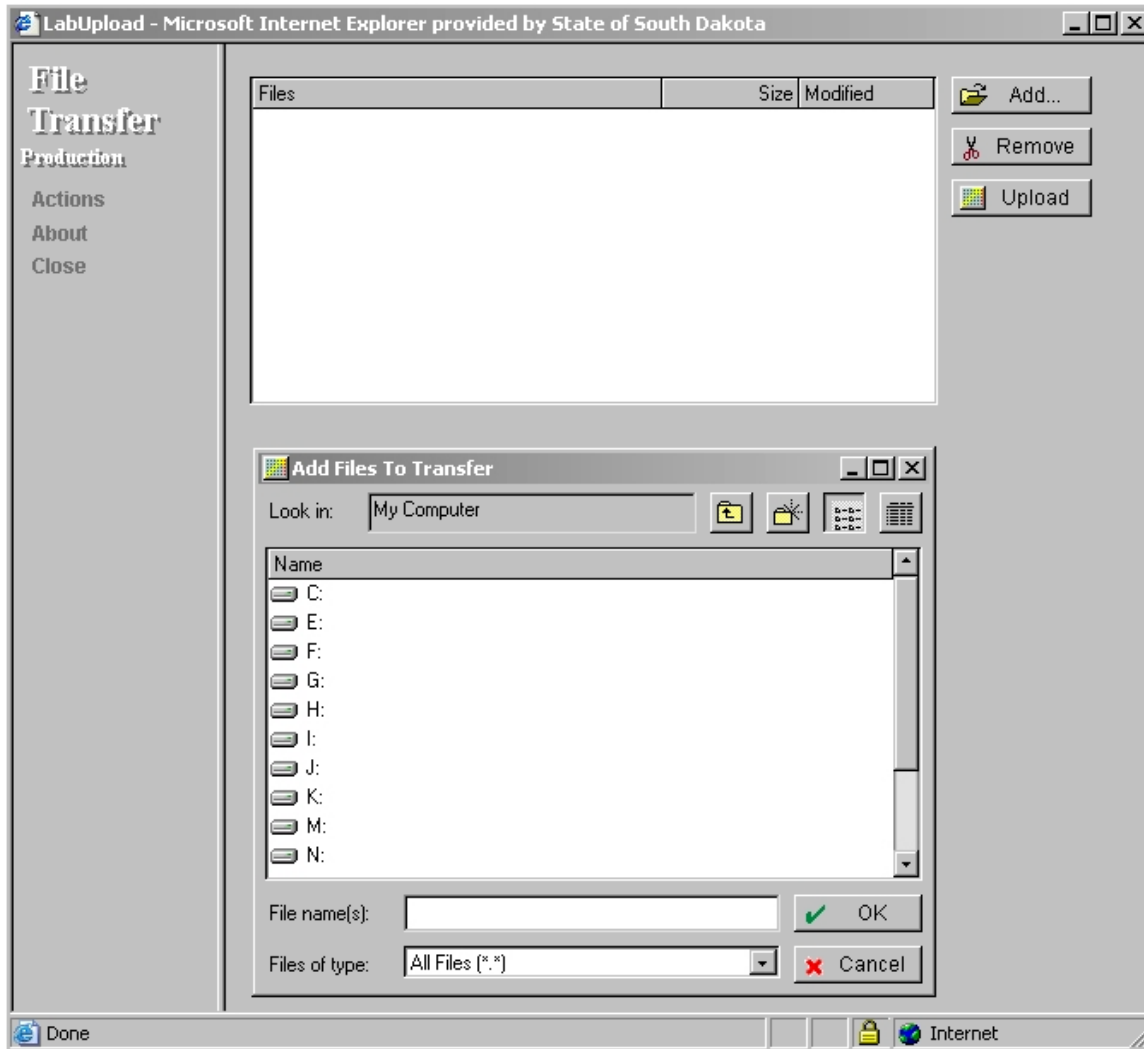 LabUpload - Microsoft Internet Explorer provided by State of South Dakota
File
Transfer
Production
Actions
About
Close
Files Size Modified
Add...
Remove
Upload
Add Files To Transfer
Look in: My Computer
Name
C:
E:
F:
G:
H:
I:
J:
K:
M:
N:
File name(s): OK
Files of type: All Files (*.*) Cancel
Done Internet